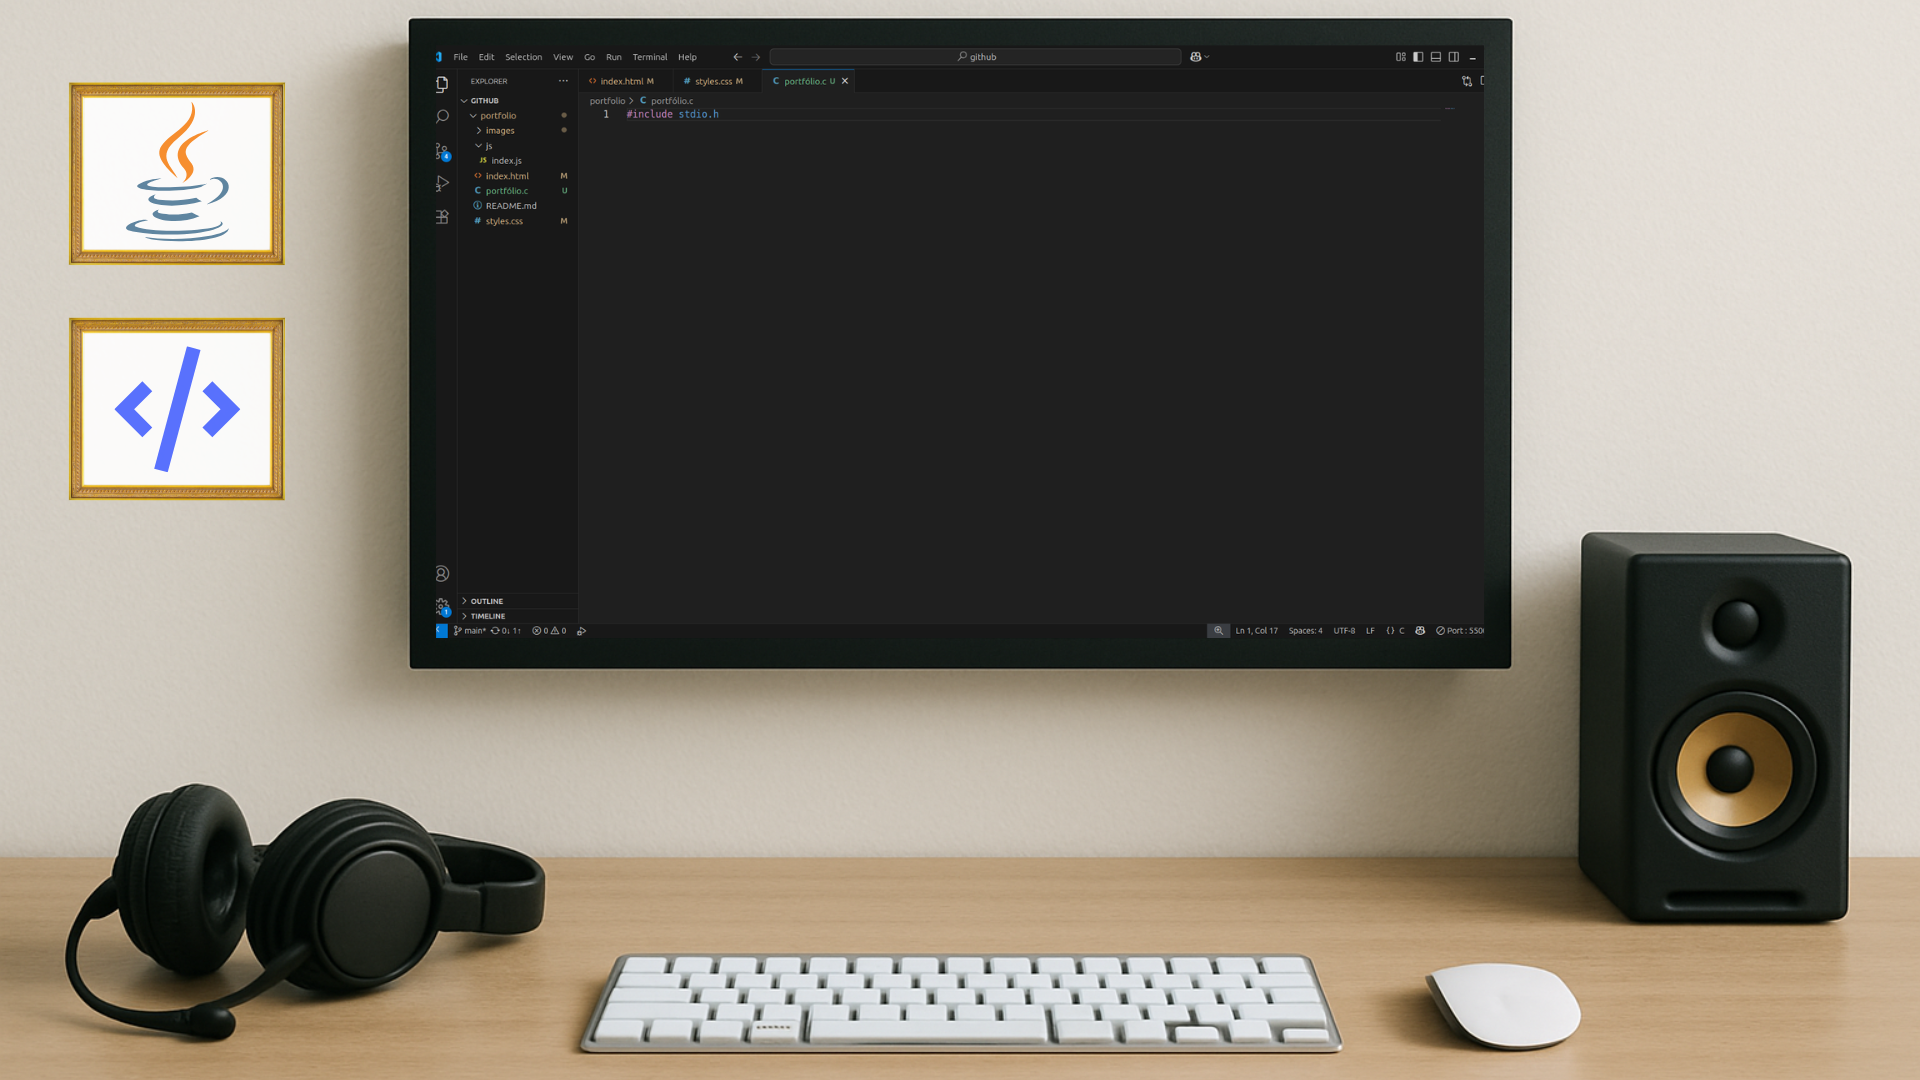 File Edit Selection View Go Run Terminal Help
github
EXPLORER
index.html M
styles.css M
portfólio.c U
GITHUB
portfolio
images
js
JS index.js
index.html M
C portfólio.c U
README.md
# styles.css M
portfolio > C portfólio.c
1 #include stdio.h
4
OUTLINE
TIMELINE
1
main* 0↓ 1↑ 0 0
Ln 1, Col 17 Spaces: 4 UTF-8 LF {} C Port : 550